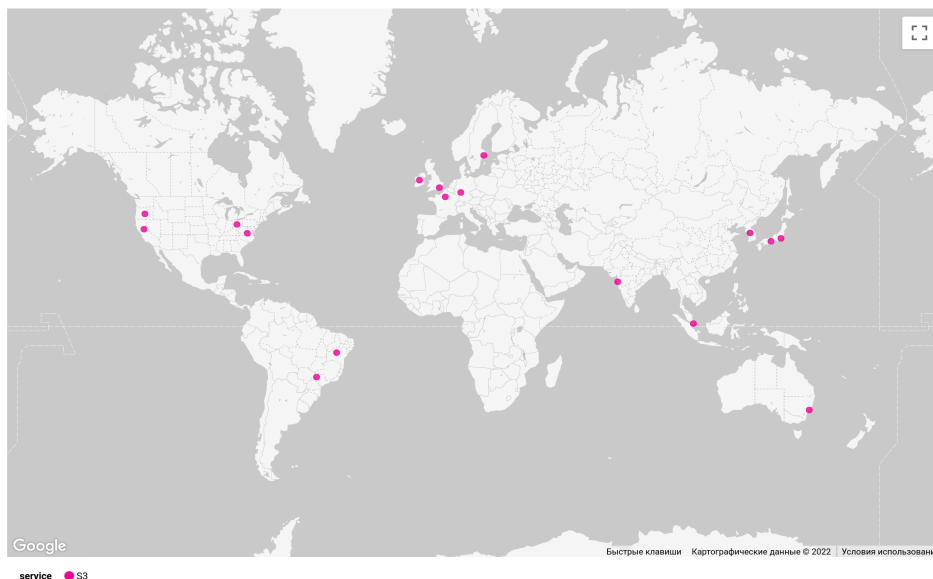 Google
Быстрые клавиши Картографические данные © 2022 Условия использовани
service S3